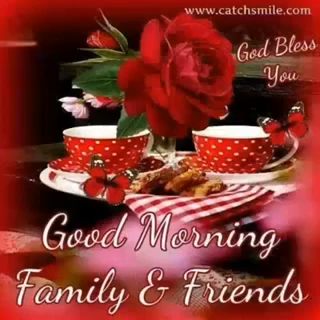 www.catchsmile.com
God Bless
You
Good Morning
Family & Friends